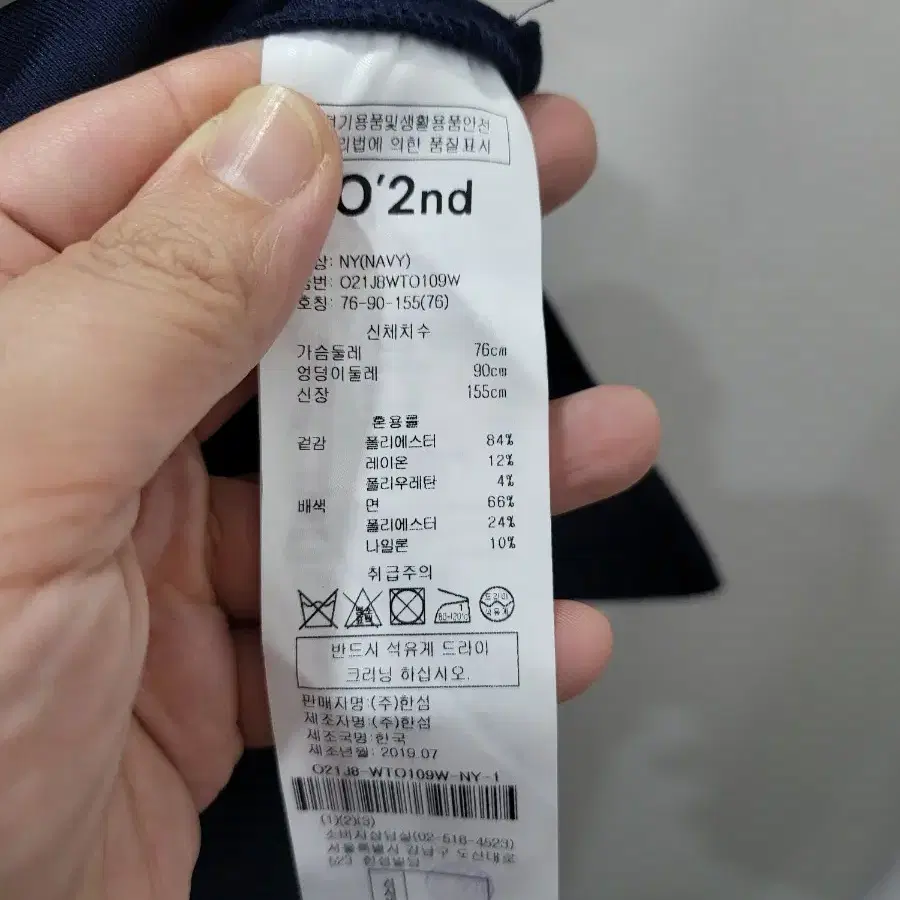 전기용품및생활용품안전
리법에 의한 품질표시
O'2nd
상: NY(NAVY)
품번: O21J8WTO109W
호칭: 76-90-155(76)
신체치수
가슴둘레 76cm
엉덩이둘레 90cm
신장 155cm
혼용률
겉감 폴리에스터 84%
레이온 12%
폴리우레탄 4%
배색 면 66%
폴리에스터 24%
나일론 10%
취급주의
드라이
석유계
반드시 석유계 드라이
크리닝 하십시오.
판매자명:(주)한섬
제조자명:(주)한섬
제조국명:한국
제조년월: 2019.07
O21J8-WTO109W-NY-1
(1)(2)(3)
소비자상담실(02-516-4523)
서울특별시 강남구 도산대로
523 한섬빌딩